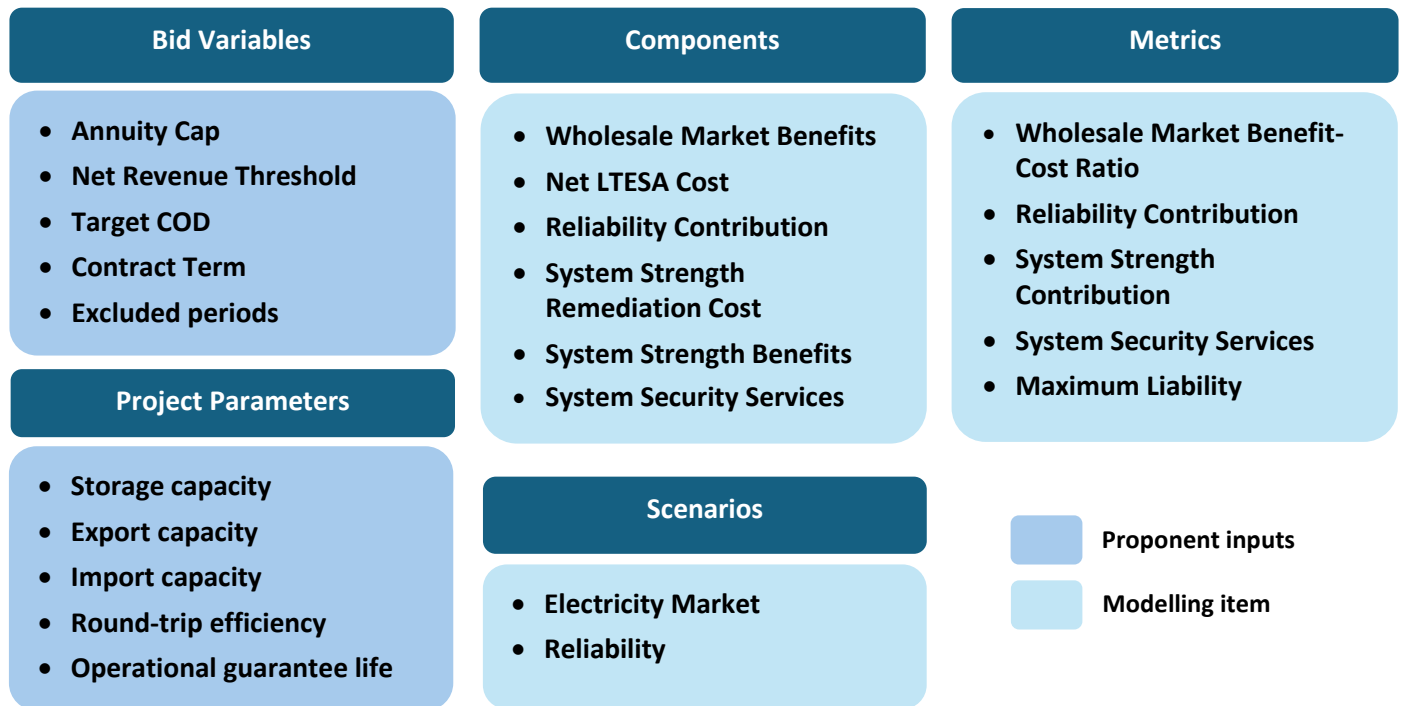 Bid Variables
• Annuity Cap
• Net Revenue Threshold
• Target COD
• Contract Term
• Excluded periods
Project Parameters
• Storage capacity
• Export capacity
• Import capacity
• Round-trip efficiency
• Operational guarantee life
Components
• Wholesale Market Benefits
• Net LTESA Cost
• Reliability Contribution
• System Strength
Remediation Cost
• System Strength Benefits
• System Security Services
Scenarios
• Electricity Market
• Reliability
Metrics
• Wholesale Market Benefit-
Cost Ratio
• Reliability Contribution
• System Strength
Contribution
• System Security Services
• Maximum Liability
Proponent inputs
Modelling item